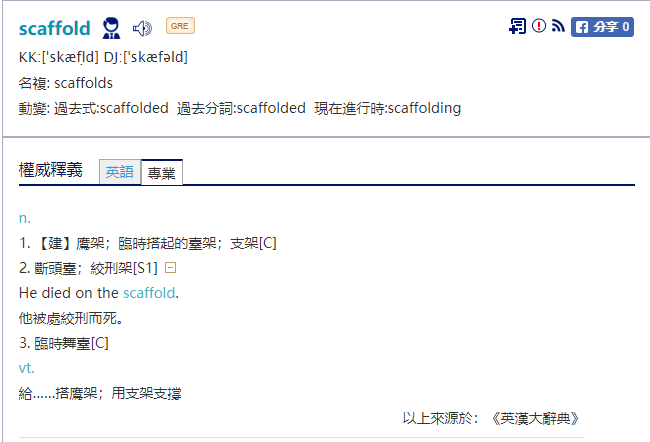 scaffold GRE 分享 0
KK:[ˋskæf!d] DJ:['skæfəld]
名複: scaffolds
動變: 過去式:scaffolded 過去分詞:scaffolded 現在進行時:scaffolding
權威釋義 英語 專業
n.
1. 【建】鷹架；臨時搭起的臺架；支架[C]
2. 斷頭臺；絞刑架[S1]
He died on the scaffold.
他被處絞刑而死。
3. 臨時舞臺[C]
vt.
給......搭鷹架；用支架支撐
以上來源於：《英漢大辭典》